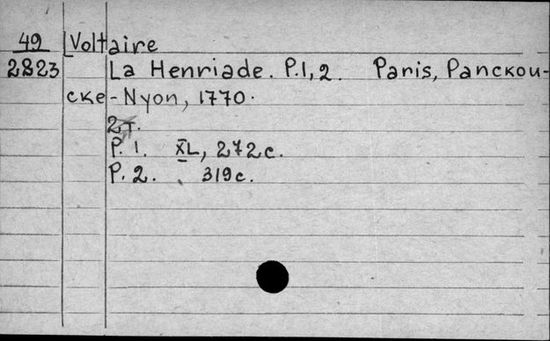 49 Voltaire
2823 La Henriade. P.1,2. Paris, Panckou-
cke-Nyon, 1770.
2т.
P. 1. XL, 272c.
P. 2. 319c.